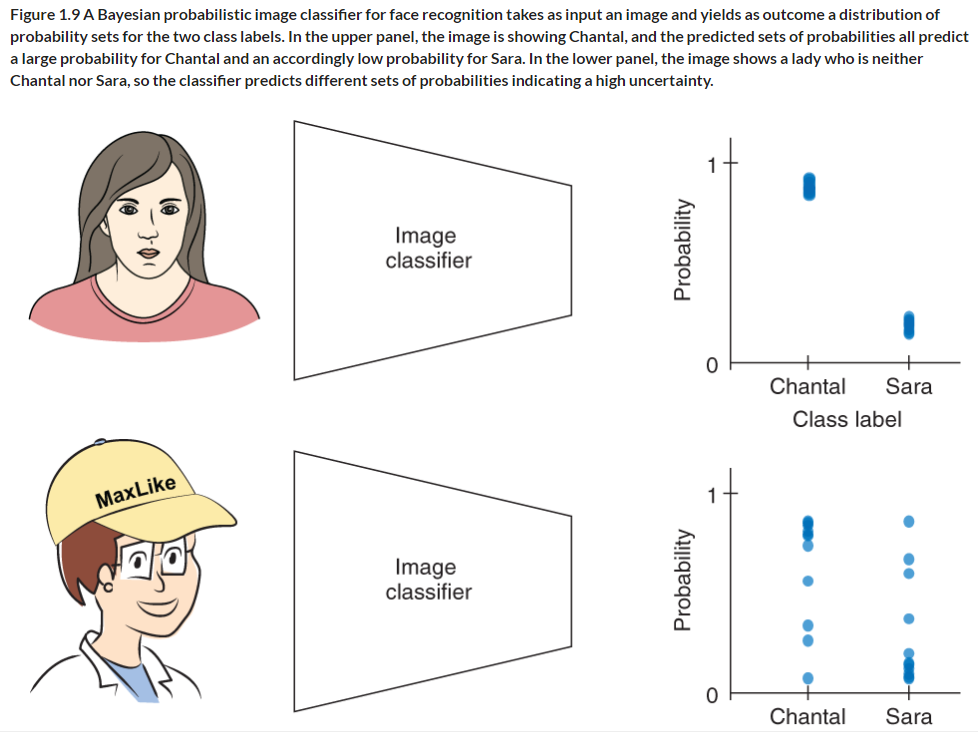 Figure 1.9 A Bayesian probabilistic image classifier for face recognition takes as input an image and yields as outcome a distribution of
probability sets for the two class labels. In the upper panel, the image is showing Chantal, and the predicted sets of probabilities all predict
a large probability for Chantal and an accordingly low probability for Sara. In the lower panel, the image shows a lady who is neither
Chantal nor Sara, so the classifier predicts different sets of probabilities indicating a high uncertainty.
Image
classifier
Probability
1
0
Chantal Sara
Class label
MaxLike
Image
classifier
Probability
1
0
Chantal Sara